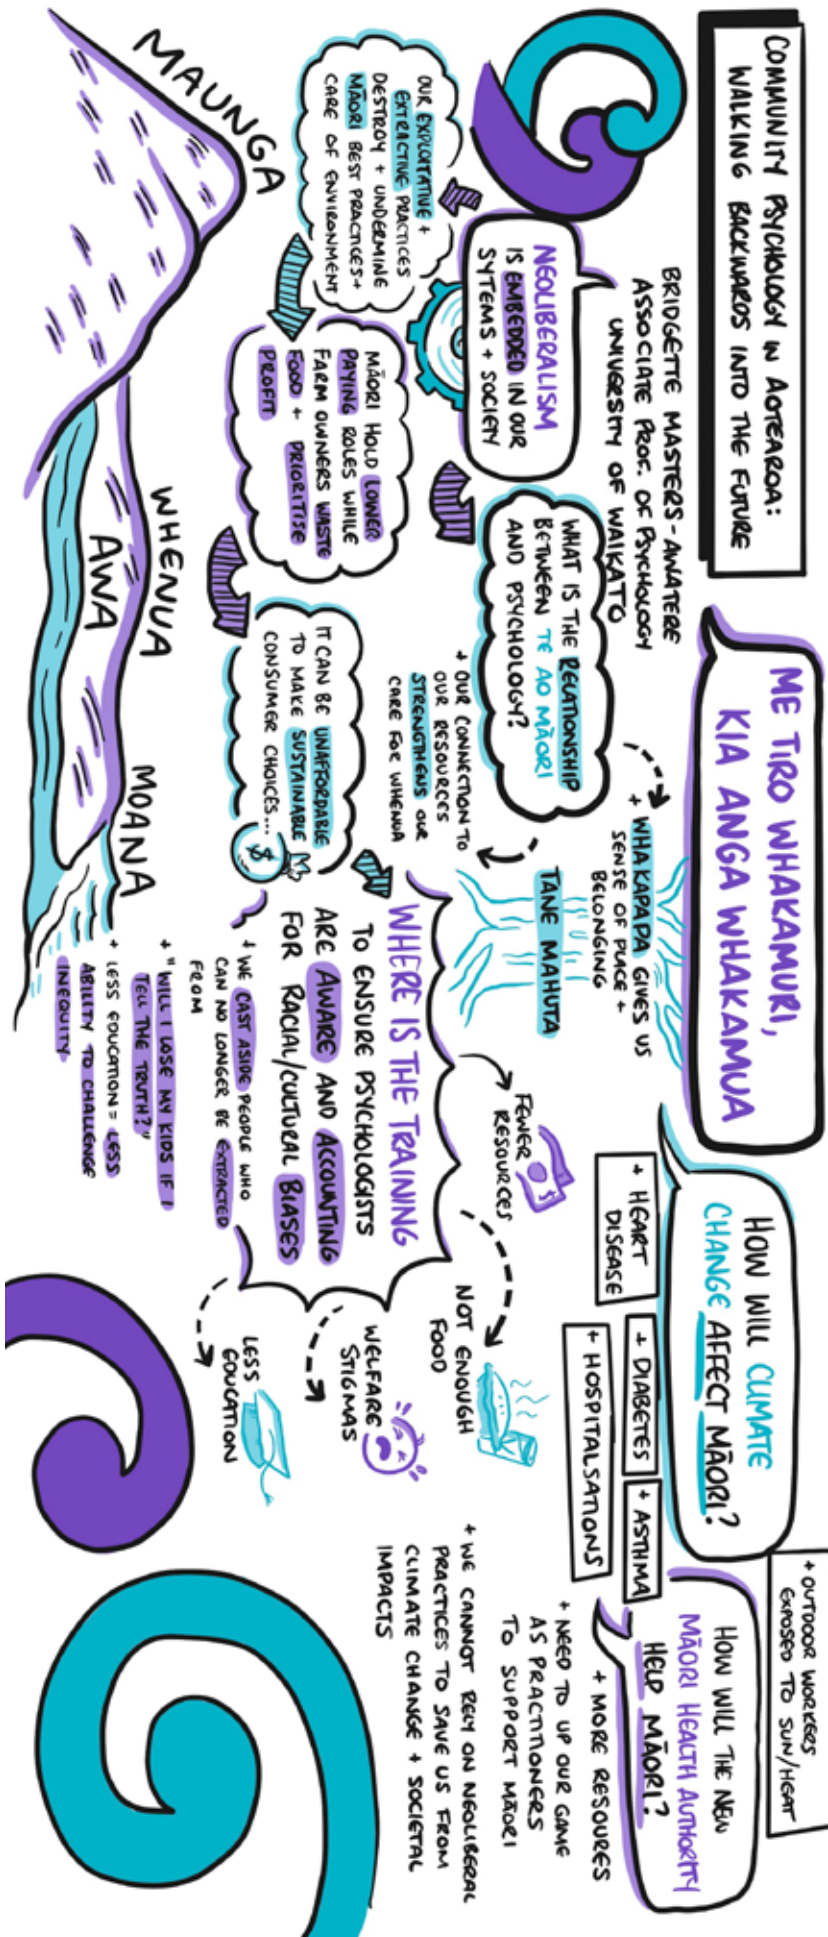 COMMUNITY PSYCHOLOGY IN AOTEAROA:
WALKING BACKWARDS INTO THE FUTURE
BRIDGETTE MASTERS-AWATERE
ASSOCIATE PROF. OF PSYCHOLOGY
UNIVERSITY OF WAIKATO
ME TIRO WHAKAMURI,
KIA ANGA WHAKAMUA
NEOLIBERALISM
IS EMBEDDED IN OUR
SYTEMS + SOCIETY
OUR EXPLOITATIVE +
EXTRACTIVE PRACTICES
DESTROY + UNDERMINE
MĀORI BEST PRACTICES +
CARE OF ENVIRONMENT
MĀORI HOLD LOWER
PAYING ROLES WHILE
FARM OWNERS WASTE
FOOD + PRIORITISE
PROFIT
IT CAN BE UNAFFORDABLE
TO MAKE SUSTAINABLE
CONSUMER CHOICES...
$
WHAT IS THE RELATIONSHIP
BETWEEN TE AO MĀORI
AND PSYCHOLOGY?
+ WHAKAPAPA GIVES US
SENSE OF PLACE +
BELONGING
TANE MAHUTA
+ OUR CONNECTION TO
OUR RESOURCES
STRENGTHENS OUR
CARE FOR WHENUA
WHERE IS THE TRAINING
TO ENSURE PSYCHOLOGISTS
ARE AWARE AND ACCOUNTING
FOR RACIAL/CULTURAL BIASES
+ WE CAST ASIDE PEOPLE WHO
CAN NO LONGER BE EXTRACTED
FROM
+ "WILL I LOSE MY KIDS IF I
TELL THE TRUTH?"
+ LESS EDUCATION = LESS
ABILITY TO CHALLENGE
INEQUITY
FEWER
RESOURCES
$
NOT ENOUGH
FOOD
WELFARE
STIGMAS
LESS
EDUCATION
HOW WILL CLIMATE
CHANGE AFFECT MĀORI?
+ HEART
DISEASE
+ DIABETES
+ ASTHMA
+ HOSPITALSATIONS
+ OUTDOOR WORKERS
EXPOSED TO SUN/HEAT
HOW WILL THE NEW
MĀORI HEALTH AUTHORITY
HELP MĀORI?
+ MORE RESOURES
+ NEED TO UP OUR GAME
AS PRACTITIONERS
TO SUPPORT MĀORI
+ WE CANNOT RELY ON NEOLIBERAL
PRACTICES TO SAVE US FROM
CLIMATE CHANGE + SOCIETAL
IMPACTS
MAUNGA
WHENUA
AWA
MOANA